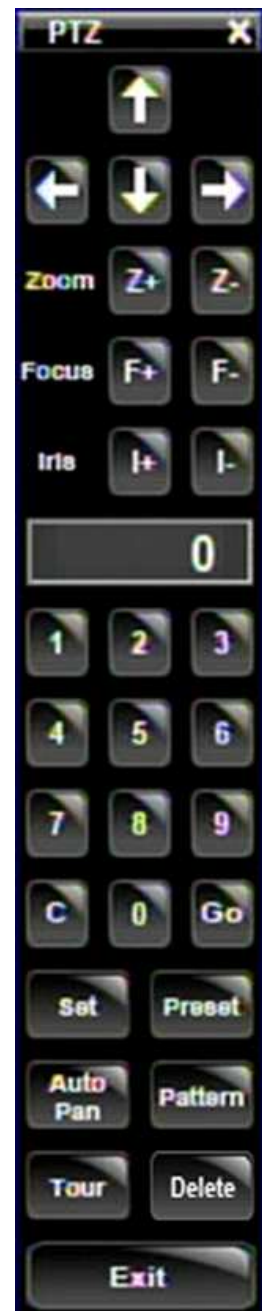 PTZ X
Zoom Z+ Z-
Focus F+ F-
Iris I+ I-
0
1 2 3
4 5 6
7 8 9
C 0 Go
Set Preset
Auto Pan Pattern
Tour Delete
Exit